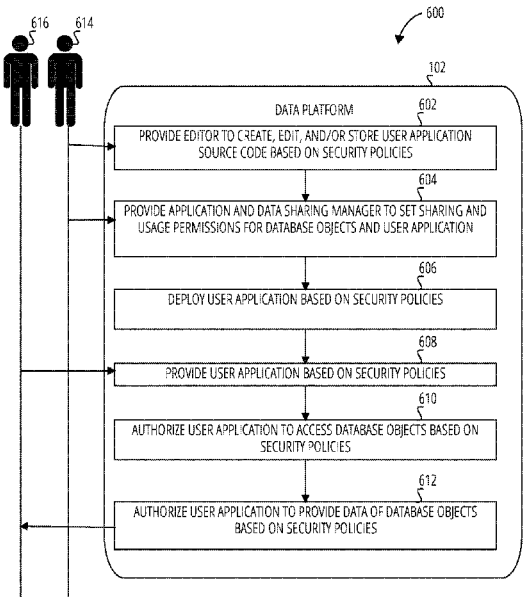 616
614
600
102
DATA PLATFORM
602
PROVIDE EDITOR TO CREATE, EDIT, AND/OR STORE USER APPLICATION
SOURCE CODE BASED ON SECURITY POLICIES
604
PROVIDE APPLICATION AND DATA SHARING MANAGER TO SET SHARING AND
USAGE PERMISSIONS FOR DATABASE OBJECTS AND USER APPLICATION
606
DEPLOY USER APPLICATION BASED ON SECURITY POLICIES
608
PROVIDE USER APPLICATION BASED ON SECURITY POLICIES
610
AUTHORIZE USER APPLICATION TO ACCESS DATABASE OBJECTS BASED ON
SECURITY POLICIES
612
AUTHORIZE USER APPLICATION TO PROVIDE DATA OF DATABASE OBJECTS
BASED ON SECURITY POLICIES